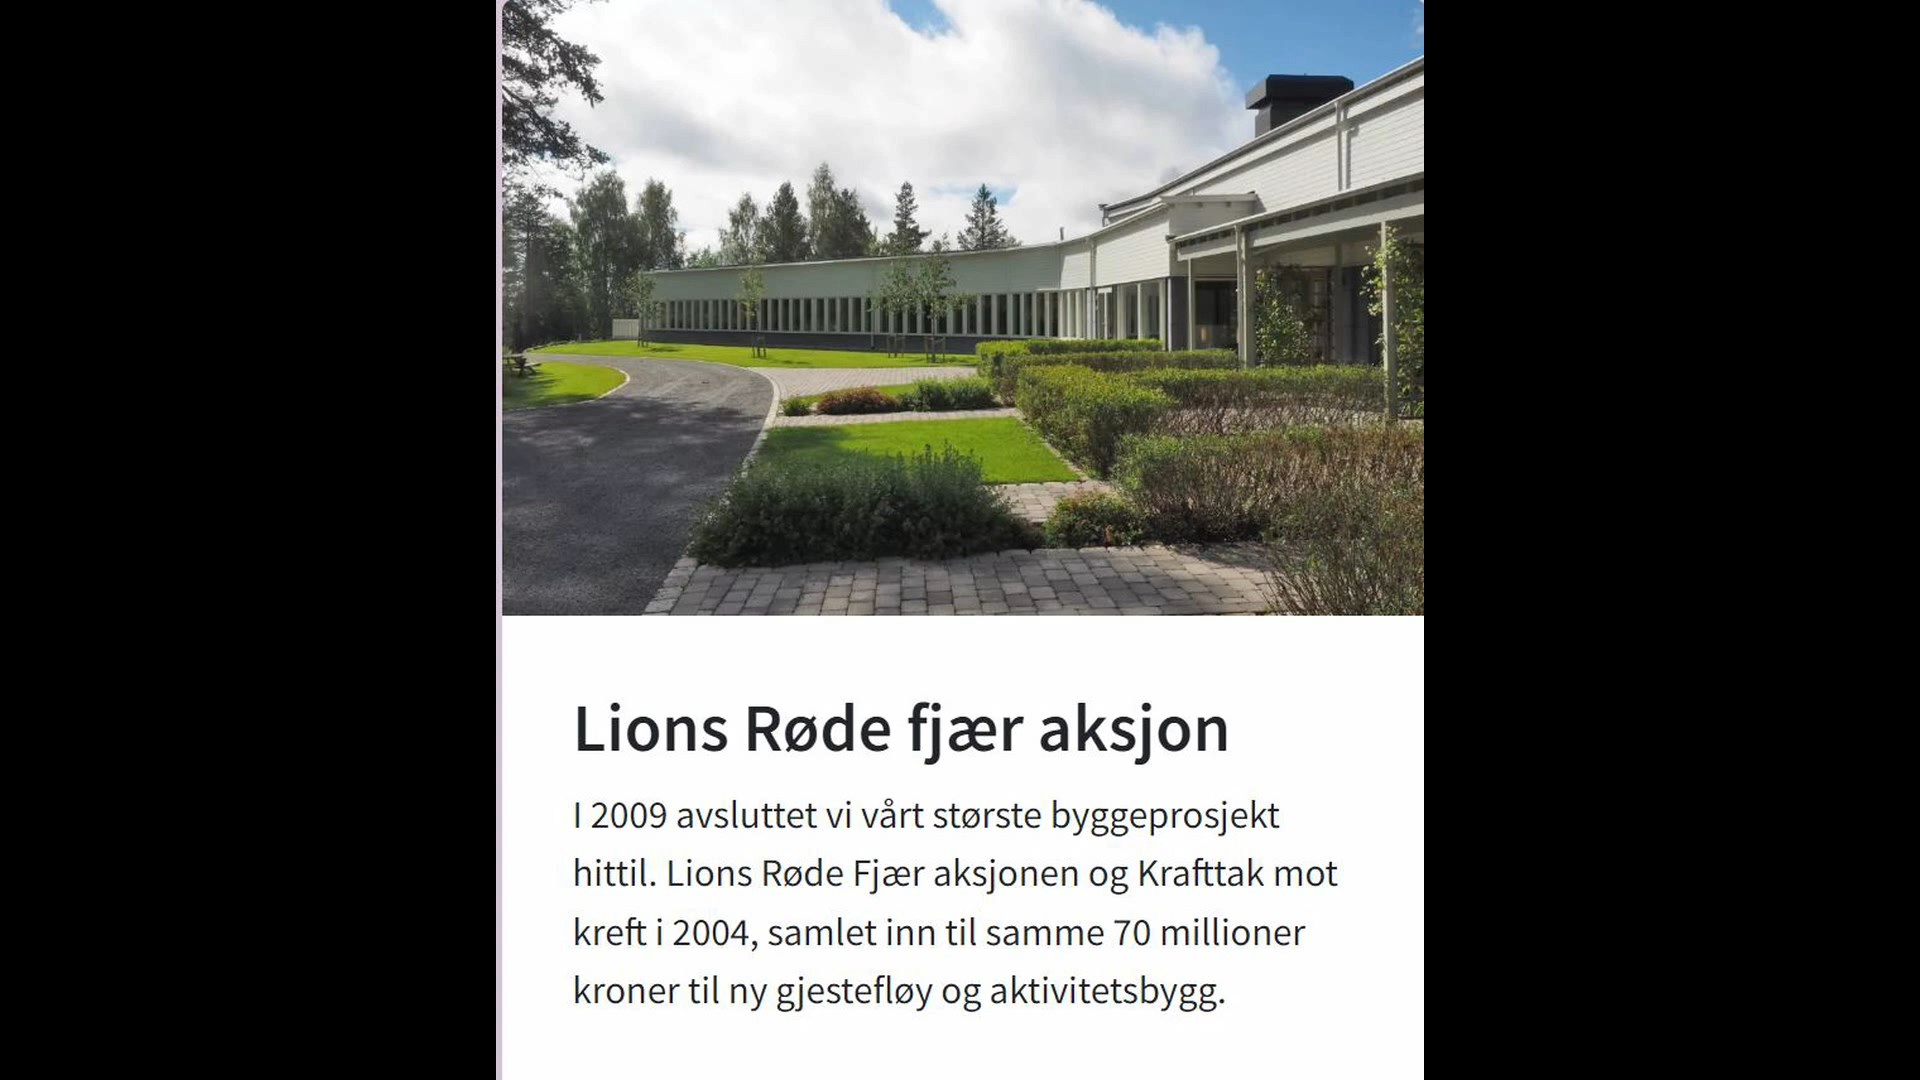 Lions Røde fjær aksjon
I 2009 avsluttet vi vårt største byggeprosjekt
hittil. Lions Røde Fjær aksjonen og Krafttak mot
kreft i 2004, samlet inn til samme 70 millioner
kroner til ny gjestefløy og aktivitetsbygg.